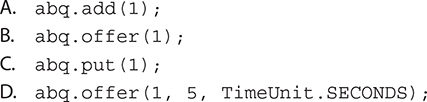 A. abq.add(1);
B. abq.offer(1);
C. abq.put(1);
D. abq.offer(1, 5, TimeUnit.SECONDS);